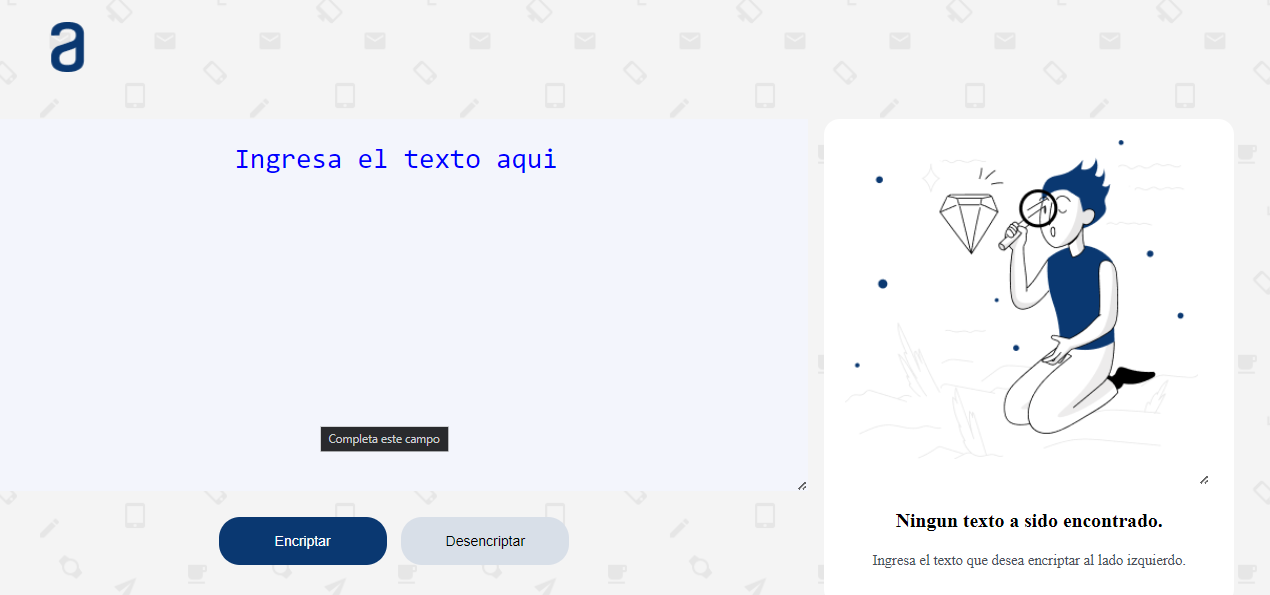 a
Ingresa el texto aqui
Completa este campo
Encriptar
Desencriptar
Ningun texto a sido encontrado.
Ingresa el texto que desea encriptar al lado izquierdo.